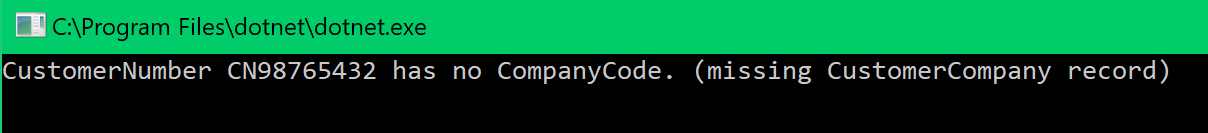 C:\Program Files\dotnet\dotnet.exe
CustomerNumber CN98765432 has no CompanyCode. (missing CustomerCompany record)